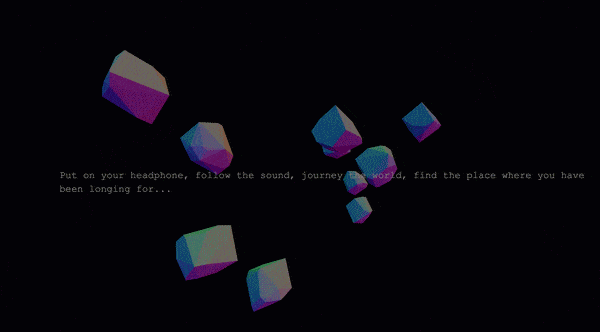 Put on your headphone, follow the sound, journey the world, find the place where you have
been longing for...